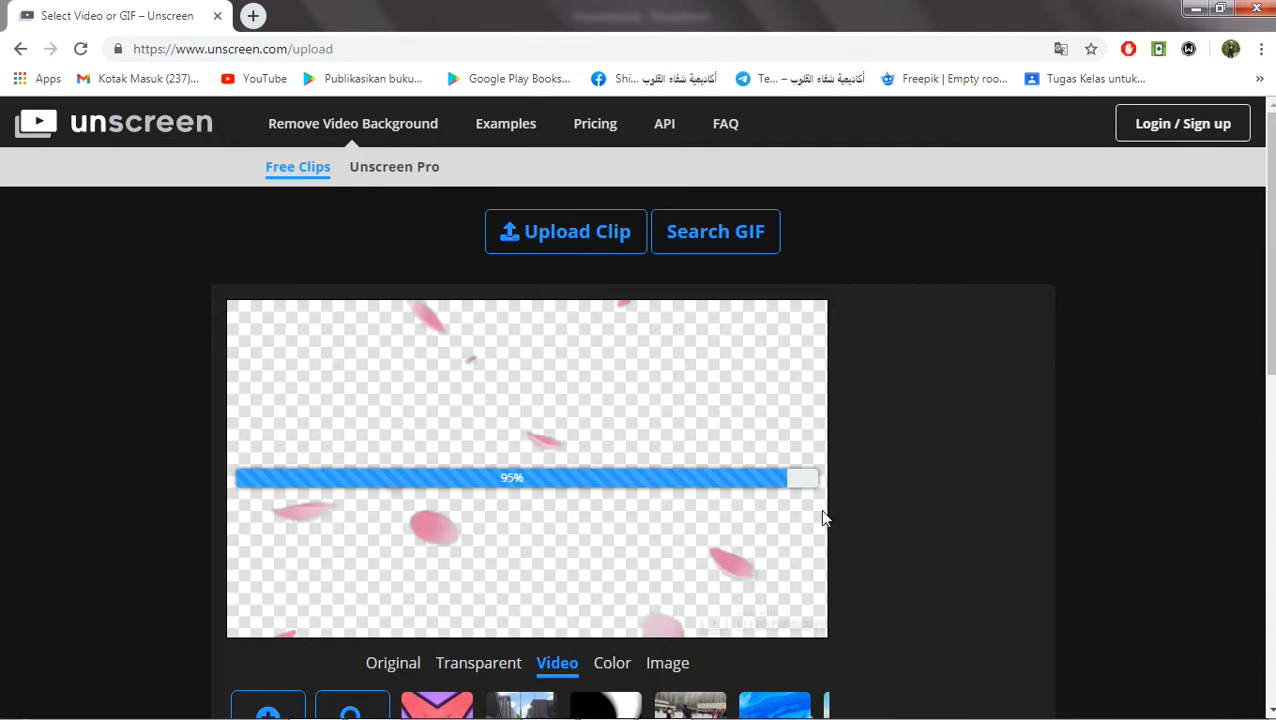 Select Video or GIF – Unscreen
https://www.unscreen.com/upload
Apps
Kotak Masuk (237)...
YouTube
Publikasikan buku...
Google Play Books...
Shi... أكاديمية شفاء القلوب
Te... – أكاديمية شفاء القلوب
Freepik | Empty roo...
Tugas Kelas untuk...
»
unscreen
Remove Video Background
Examples
Pricing
API
FAQ
Login / Sign up
Free Clips
Unscreen Pro
Upload Clip
Search GIF
95%
Original
Transparent
Video
Color
Image